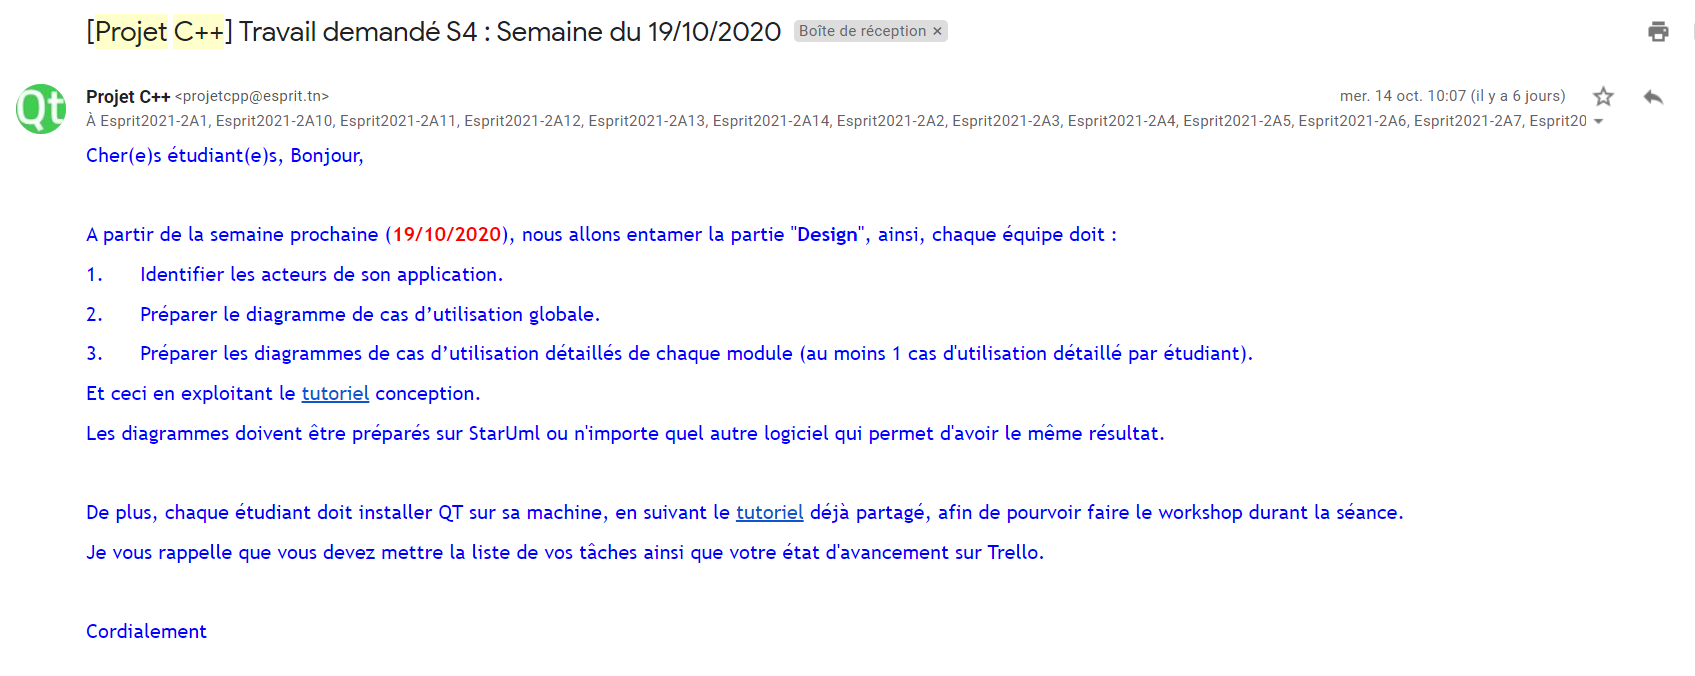 [Projet C++] Travail demandé S4 : Semaine du 19/10/2020 Boîte de réception ×
Qt
Projet C++ <projetcpp@esprit.tn> mer. 14 oct. 10:07 (il y a 6 jours)
À Esprit2021-2A1, Esprit2021-2A10, Esprit2021-2A11, Esprit2021-2A12, Esprit2021-2A13, Esprit2021-2A14, Esprit2021-2A2, Esprit2021-2A3, Esprit2021-2A4, Esprit2021-2A5, Esprit2021-2A6, Esprit2021-2A7, Esprit20
Cher(e)s étudiant(e)s, Bonjour,
A partir de la semaine prochaine (19/10/2020), nous allons entamer la partie "Design", ainsi, chaque équipe doit :
1. Identifier les acteurs de son application.
2. Préparer le diagramme de cas d’utilisation globale.
3. Préparer les diagrammes de cas d’utilisation détaillés de chaque module (au moins 1 cas d'utilisation détaillé par étudiant).
Et ceci en exploitant le tutoriel conception.
Les diagrammes doivent être préparés sur StarUml ou n'importe quel autre logiciel qui permet d'avoir le même résultat.
De plus, chaque étudiant doit installer QT sur sa machine, en suivant le tutoriel déjà partagé, afin de pourvoir faire le workshop durant la séance.
Je vous rappelle que vous devez mettre la liste de vos tâches ainsi que votre état d'avancement sur Trello.
Cordialement